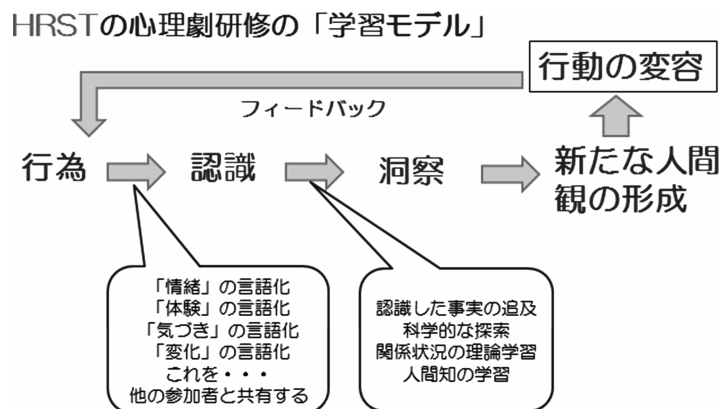 HRSTの心理劇研修の「学習モデル」
行動の変容
フィードバック
行為
認識
洞察
新たな人間
観の形成
「情緒」の言語化
「体験」の言語化
「気づき」の言語化
「変化」の言語化
これを・・・
他の参加者と共有する
認識した事実の追及
科学的な探索
関係状況の理論学習
人間知の学習